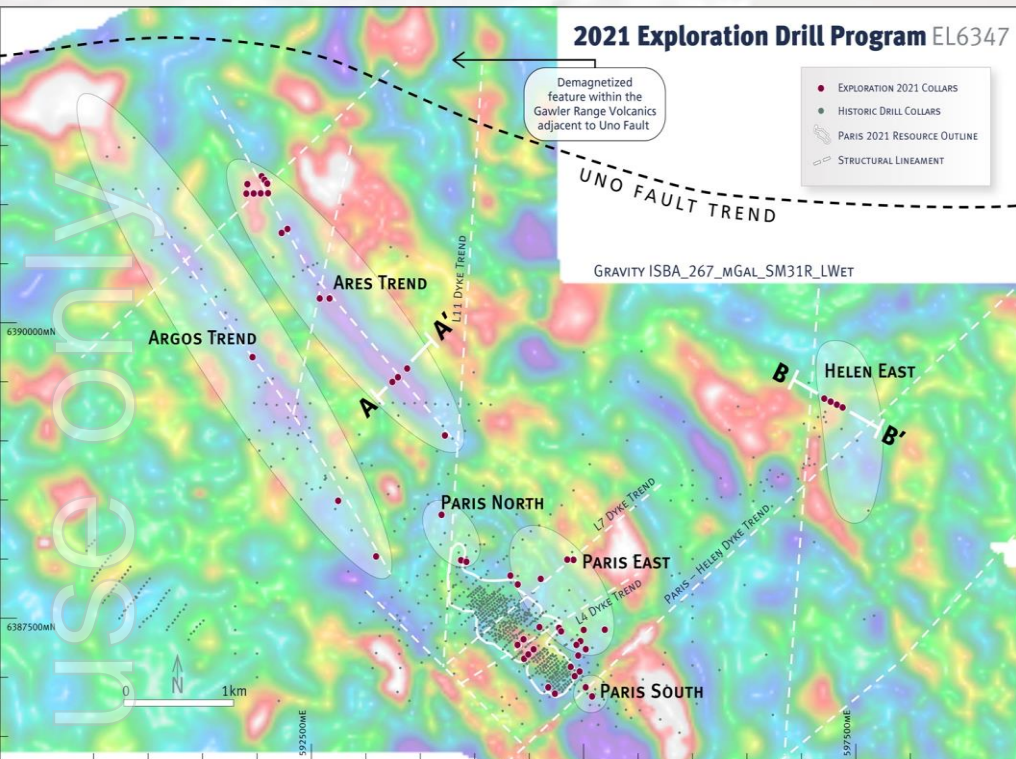 2021 Exploration Drill Program EL6347
Demagnetized
feature within the
Gawler Range Volcanics
adjacent to Uno Fault
Exploration 2021 Collars
Historic Drill Collars
Paris 2021 Resource Outline
Structural Lineament
UNO FAULT TREND
Gravity ISBA_267_mGal_SM31R_LWet
L11 Dyke Trend
Ares Trend
Argos Trend
A'
A
6390000mN
B
Helen East
B'
Paris North
L7 Dyke Trend
Paris East
Paris – Helen Dyke Trend
L4 Dyke Trend
6387500mN
Paris South
N
0 1km
592500mE
597500mE
use only